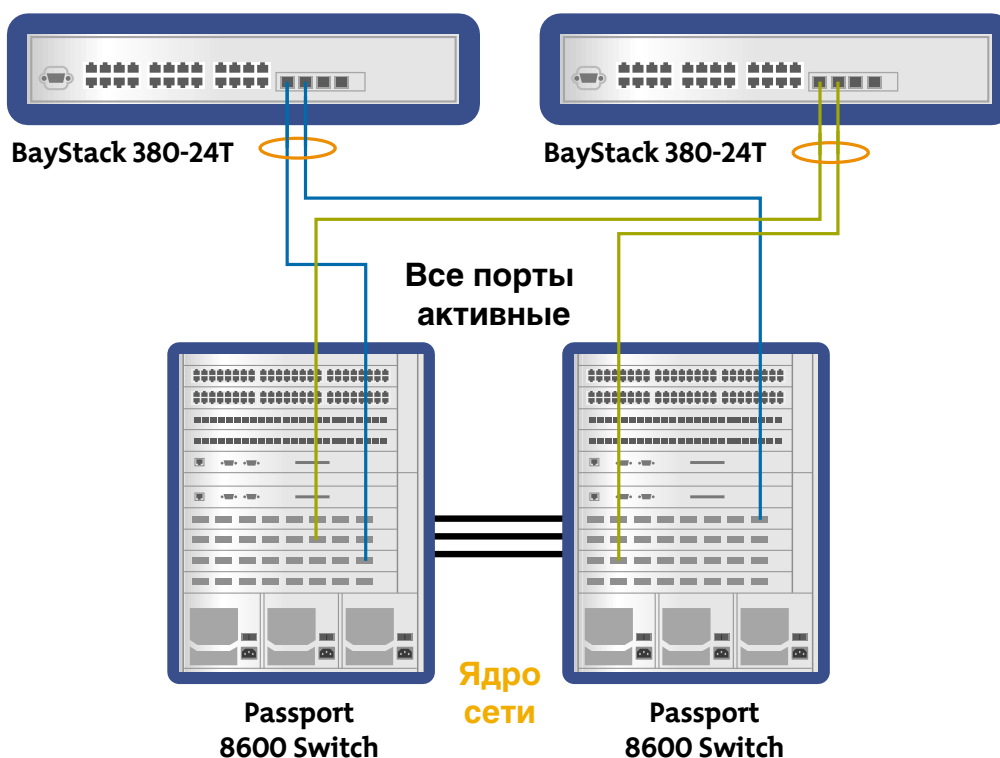 BayStack 380-24T
BayStack 380-24T
Все порты
активные
Ядро
сети
Passport
8600 Switch
Passport
8600 Switch